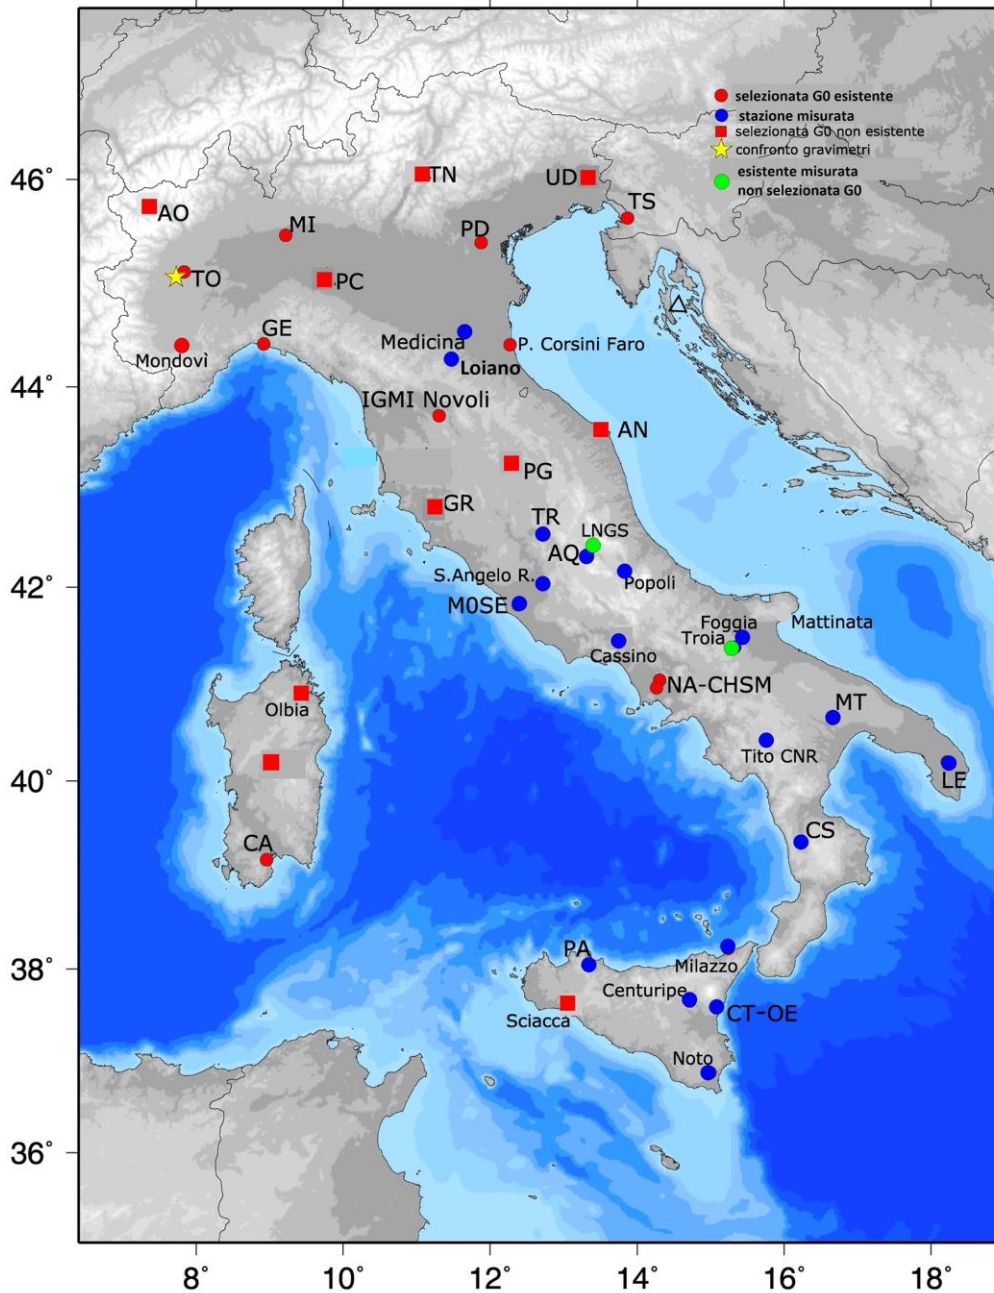 selezionata G0 esistente
stazione misurata
selezionata G0 non esistente
confronto gravimetri
esistente misurata
non selezionata G0
46°
TN
UD
AO
TS
MI
PD
TO
PC
GE
Medicina
P. Corsini Faro
Mondovì
Loiano
44°
IGMI Novoli
AN
PG
GR
TR
LNGS
AQ
S.Angelo R.
Popoli
42°
M0SE
Foggia
Mattinata
Troia
Cassino
NA-CHSM
Olbia
MT
Tito CNR
40°
LE
CS
CA
38°
PA
Milazzo
Centuripe
CT-OE
Sciacca
Noto
36°
8° 10° 12° 14° 16° 18°